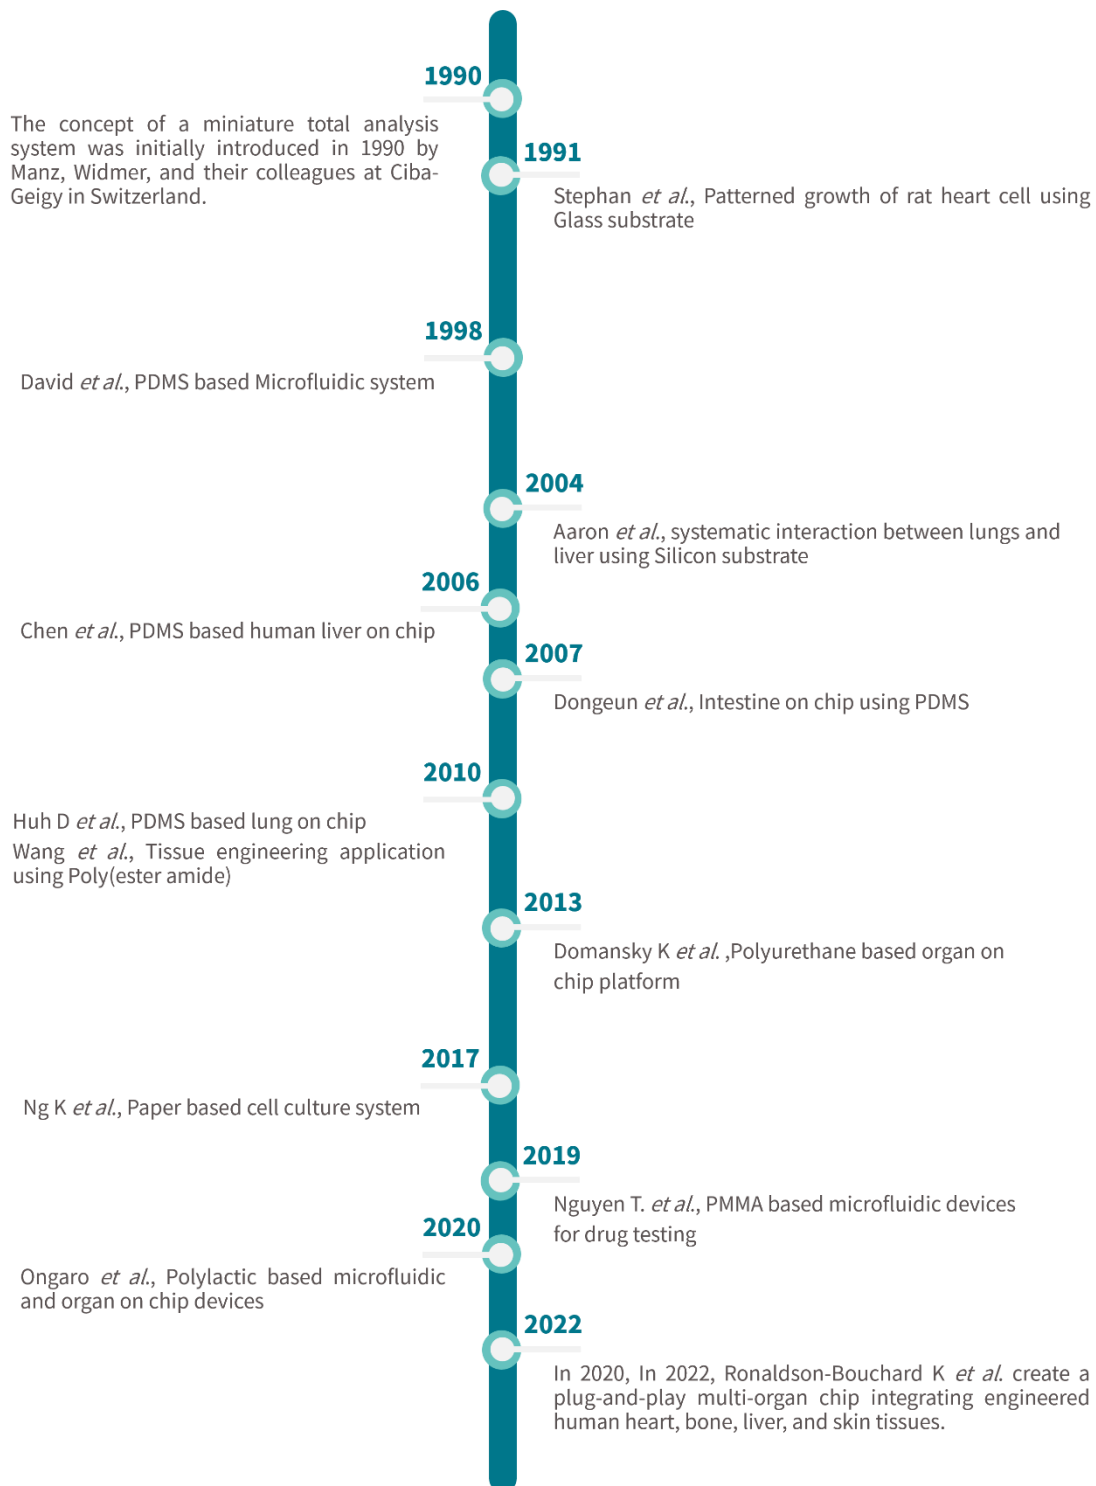 1990
The concept of a miniature total analysis
system was initially introduced in 1990 by
Manz, Widmer, and their colleagues at Ciba-
Geigy in Switzerland.
1991
Stephan et al., Patterned growth of rat heart cell using
Glass substrate
1998
David et al., PDMS based Microfluidic system
2004
Aaron et al., systematic interaction between lungs and
liver using Silicon substrate
2006
Chen et al., PDMS based human liver on chip
2007
Dongeun et al., Intestine on chip using PDMS
2010
Huh D et al., PDMS based lung on chip
Wang et al., Tissue engineering application
using Poly(ester amide)
2013
Domansky K et al. ,Polyurethane based organ on
chip platform
2017
Ng K et al., Paper based cell culture system
2019
Nguyen T. et al., PMMA based microfluidic devices
for drug testing
2020
Ongaro et al., Polylactic based microfluidic
and organ on chip devices
2022
In 2020, In 2022, Ronaldson-Bouchard K et al. create a
plug-and-play multi-organ chip integrating engineered
human heart, bone, liver, and skin tissues.